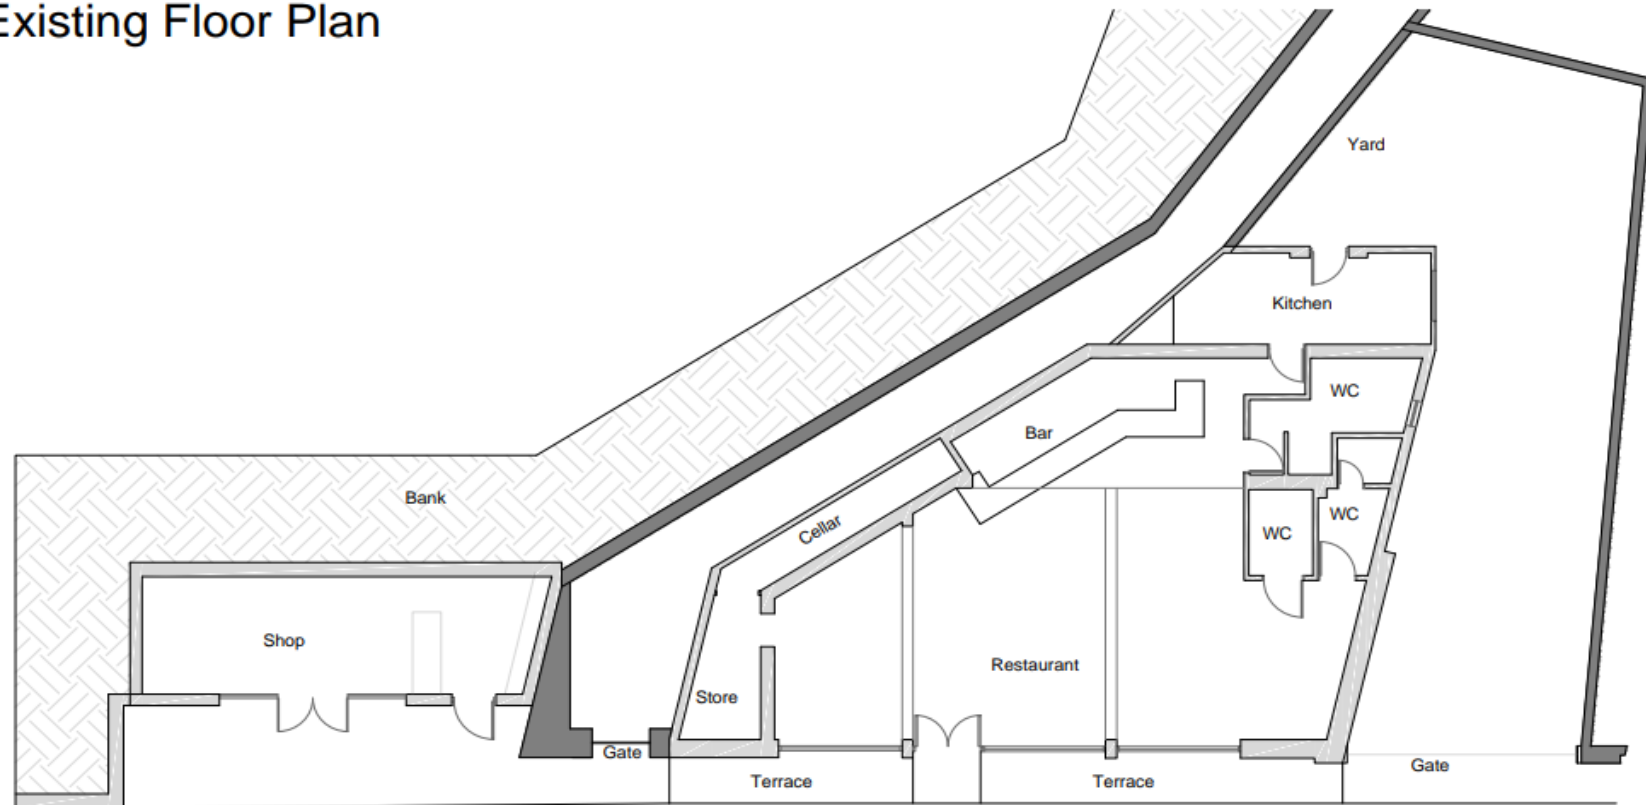 Existing Floor Plan
Yard
Kitchen
WC
Bar
Bank
Cellar
WC
WC
Shop
Restaurant
Store
Gate
Terrace
Terrace
Gate